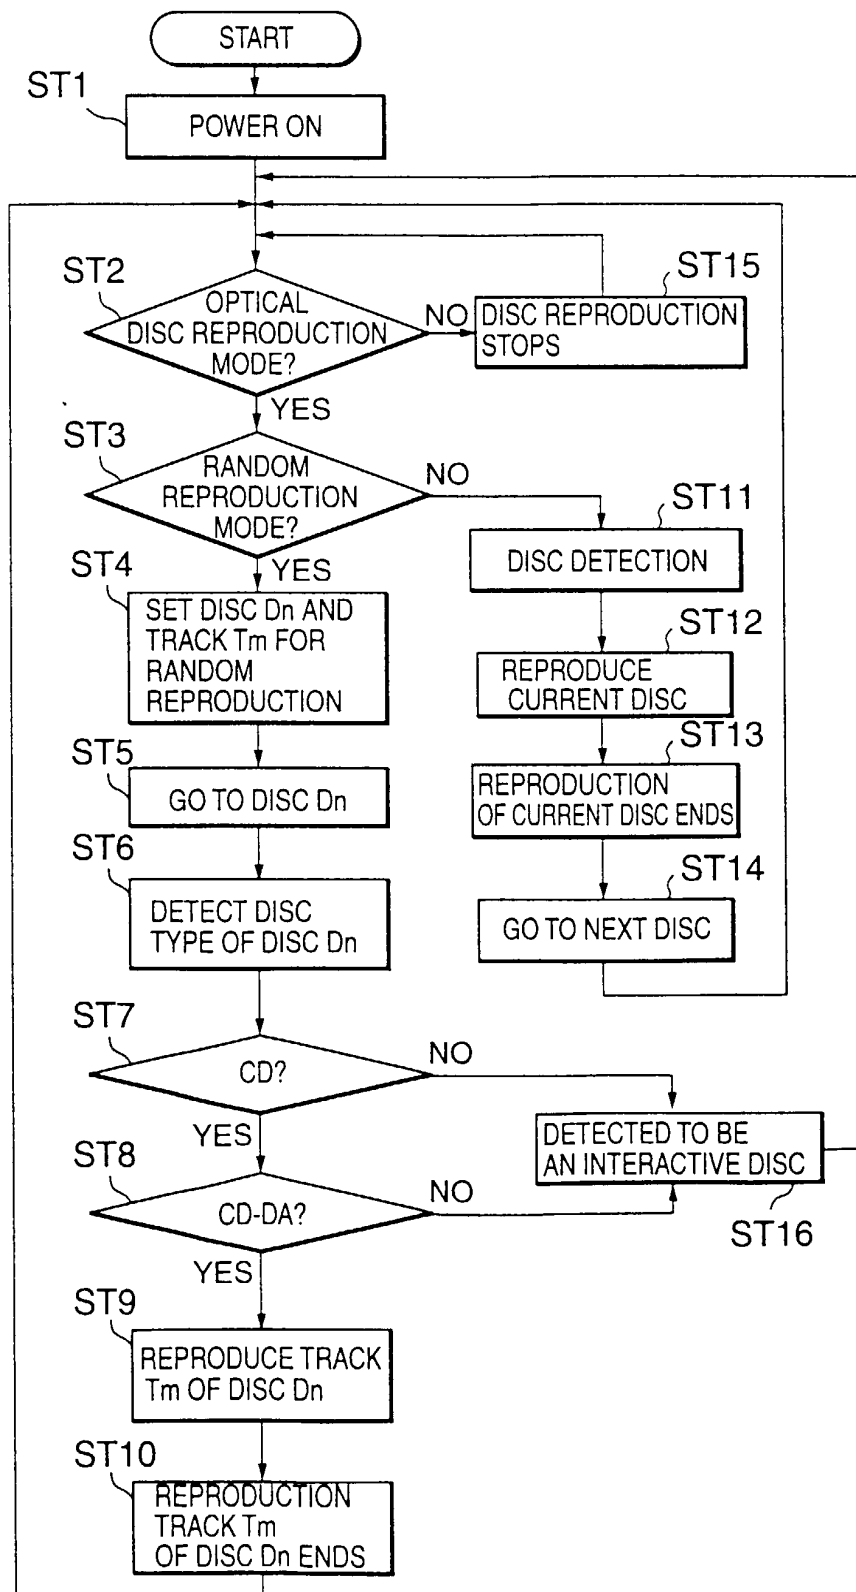 START
ST1
POWER ON
ST2
OPTICAL
DISC REPRODUCTION
MODE?
NO
ST15
DISC REPRODUCTION
STOPS
YES
ST3
RANDOM
REPRODUCTION
MODE?
NO
YES
ST11
DISC DETECTION
ST4
SET DISC Dn AND
TRACK Tm FOR
RANDOM
REPRODUCTION
ST12
REPRODUCE
CURRENT DISC
ST5
GO TO DISC Dn
ST13
REPRODUCTION
OF CURRENT DISC ENDS
ST6
DETECT DISC
TYPE OF DISC Dn
ST14
GO TO NEXT DISC
ST7
CD?
NO
YES
DETECTED TO BE
AN INTERACTIVE DISC
ST16
ST8
CD-DA?
NO
YES
ST9
REPRODUCE TRACK
Tm OF DISC Dn
ST10
REPRODUCTION
TRACK Tm
OF DISC Dn ENDS